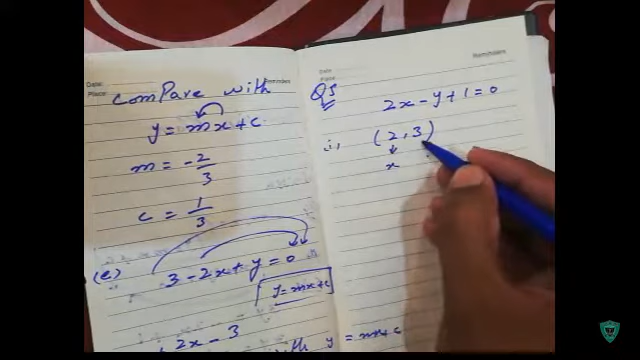 Date:
Place:
Reminders
compare with
y = mx + c
m = -2/3
c = 1/3
(e) 3 - 2x + y = 0
y = mx + c
2x - 3
with y = mx + c
Date:
Place:
Reminders
Q5
2x - y + 1 = 0
i, (2, 3)
x